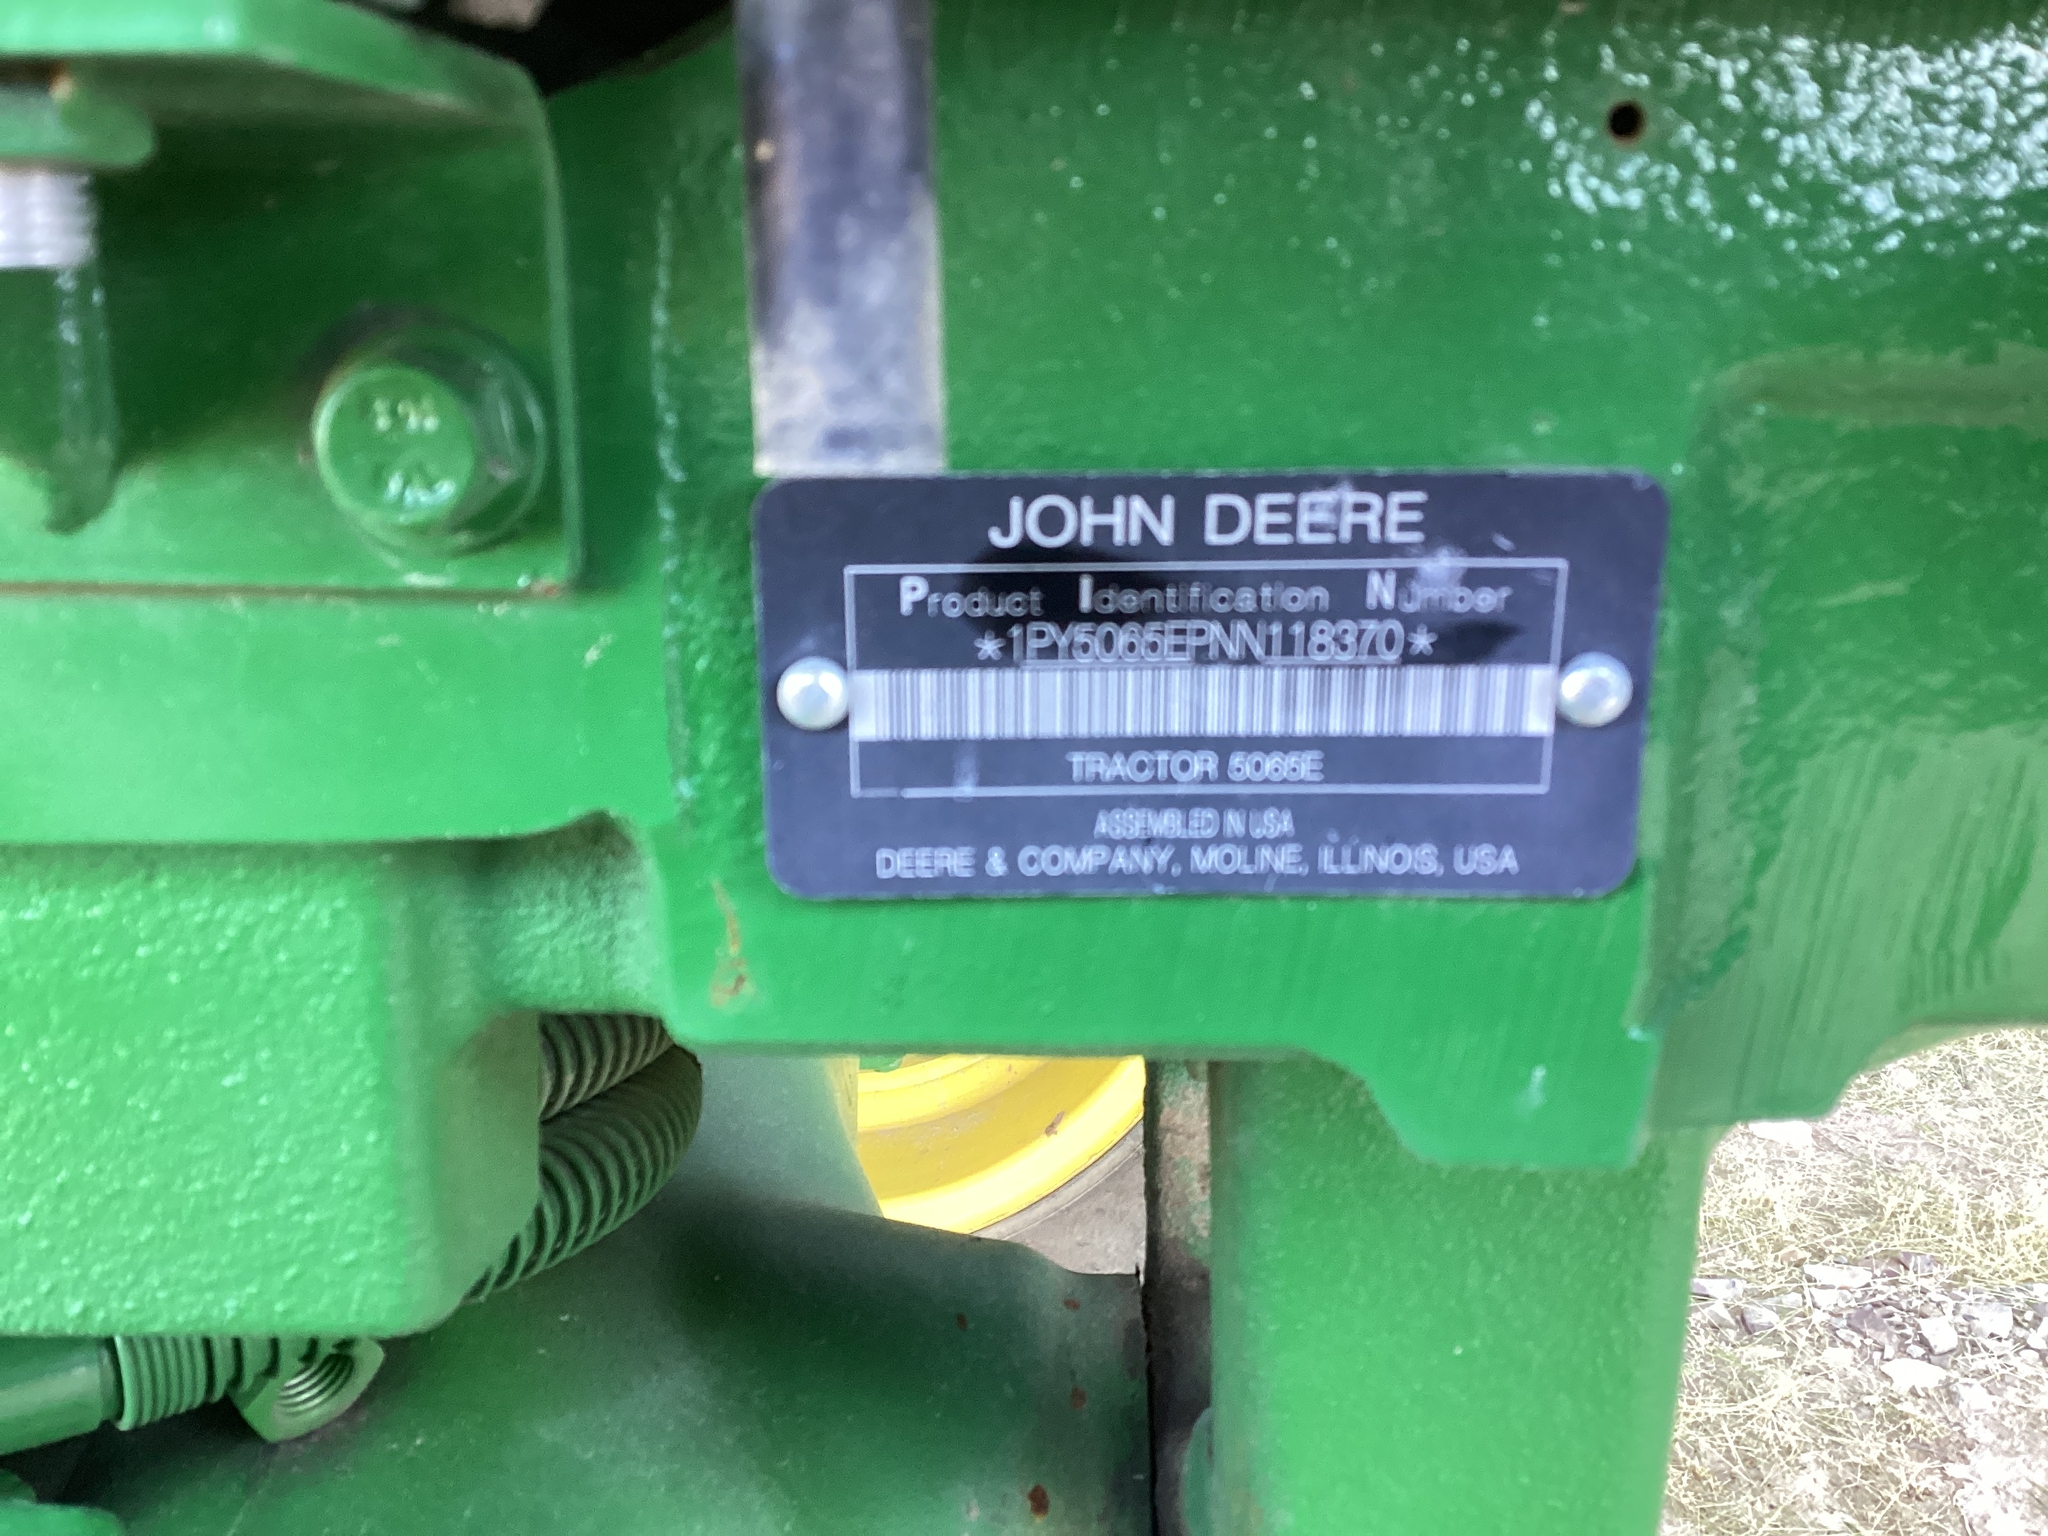 JOHN DEERE
Product Identification Number
*1PY5065EPNN118370*
TRACTOR 5065E
ASSEMBLED IN USA
DEERE & COMPANY, MOLINE, ILLINOIS, USA